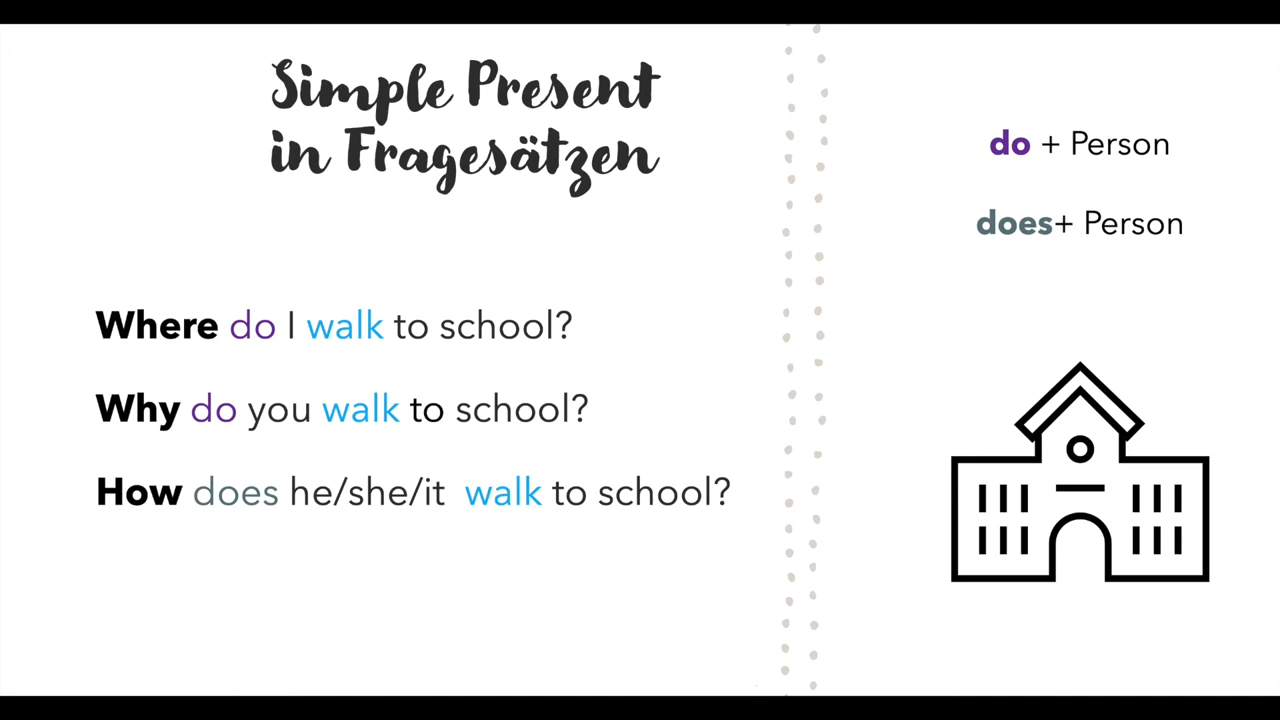 Simple Present
in Fragesätzen
Where do I walk to school?
Why do you walk to school?
How does he/she/it walk to school?
do + Person
does+ Person